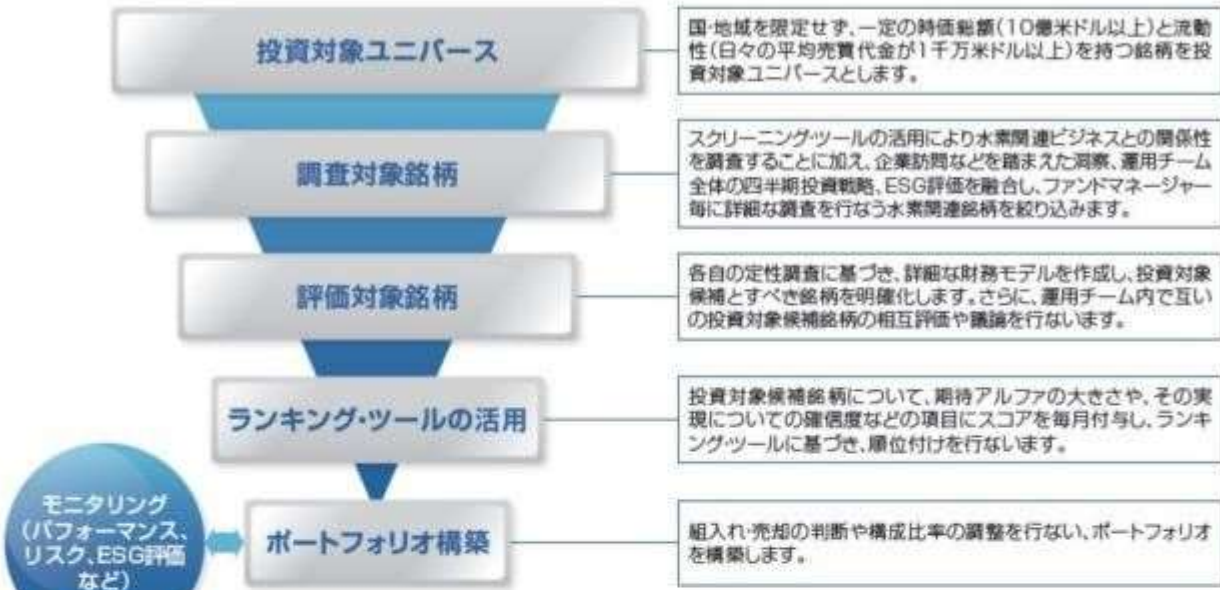 投資対象ユニバース
国・地域を限定せず、一定の時価総額(10億米ドル以上)と流動
性(日々の平均売買代金が1千万米ドル以上)を持つ銘柄を投
資対象ユニバースとします。
調査対象銘柄
スクリーニング・ツールの活用により水素関連ビジネスとの関係性
を調査することに加え、企業訪問などを踏まえた洞察、運用チーム
全体の四半期投資戦略、ESG評価を融合し、ファンドマネージャー
毎に詳細な調査を行なう水素関連銘柄を絞り込みます。
評価対象銘柄
各自の定性調査に基づき、詳細な財務モデルを作成し、投資対象
候補とすべき銘柄を明確化します。さらに、運用チーム内で互い
の投資対象候補銘柄の相互評価や議論を行ないます。
ランキング・ツールの活用
投資対象候補銘柄について、期待アルファの大きさや、その実
現についての確信度などの項目にスコアを毎月付与し、ランキ
ング・ツールに基づき、順位付けを行ないます。
モニタリング
(パフォーマンス、
リスク、ESG評価
など)
ポートフォリオ構築
組入れ・売却の判断や構成比率の調整を行ない、ポートフォリオ
を構築します。